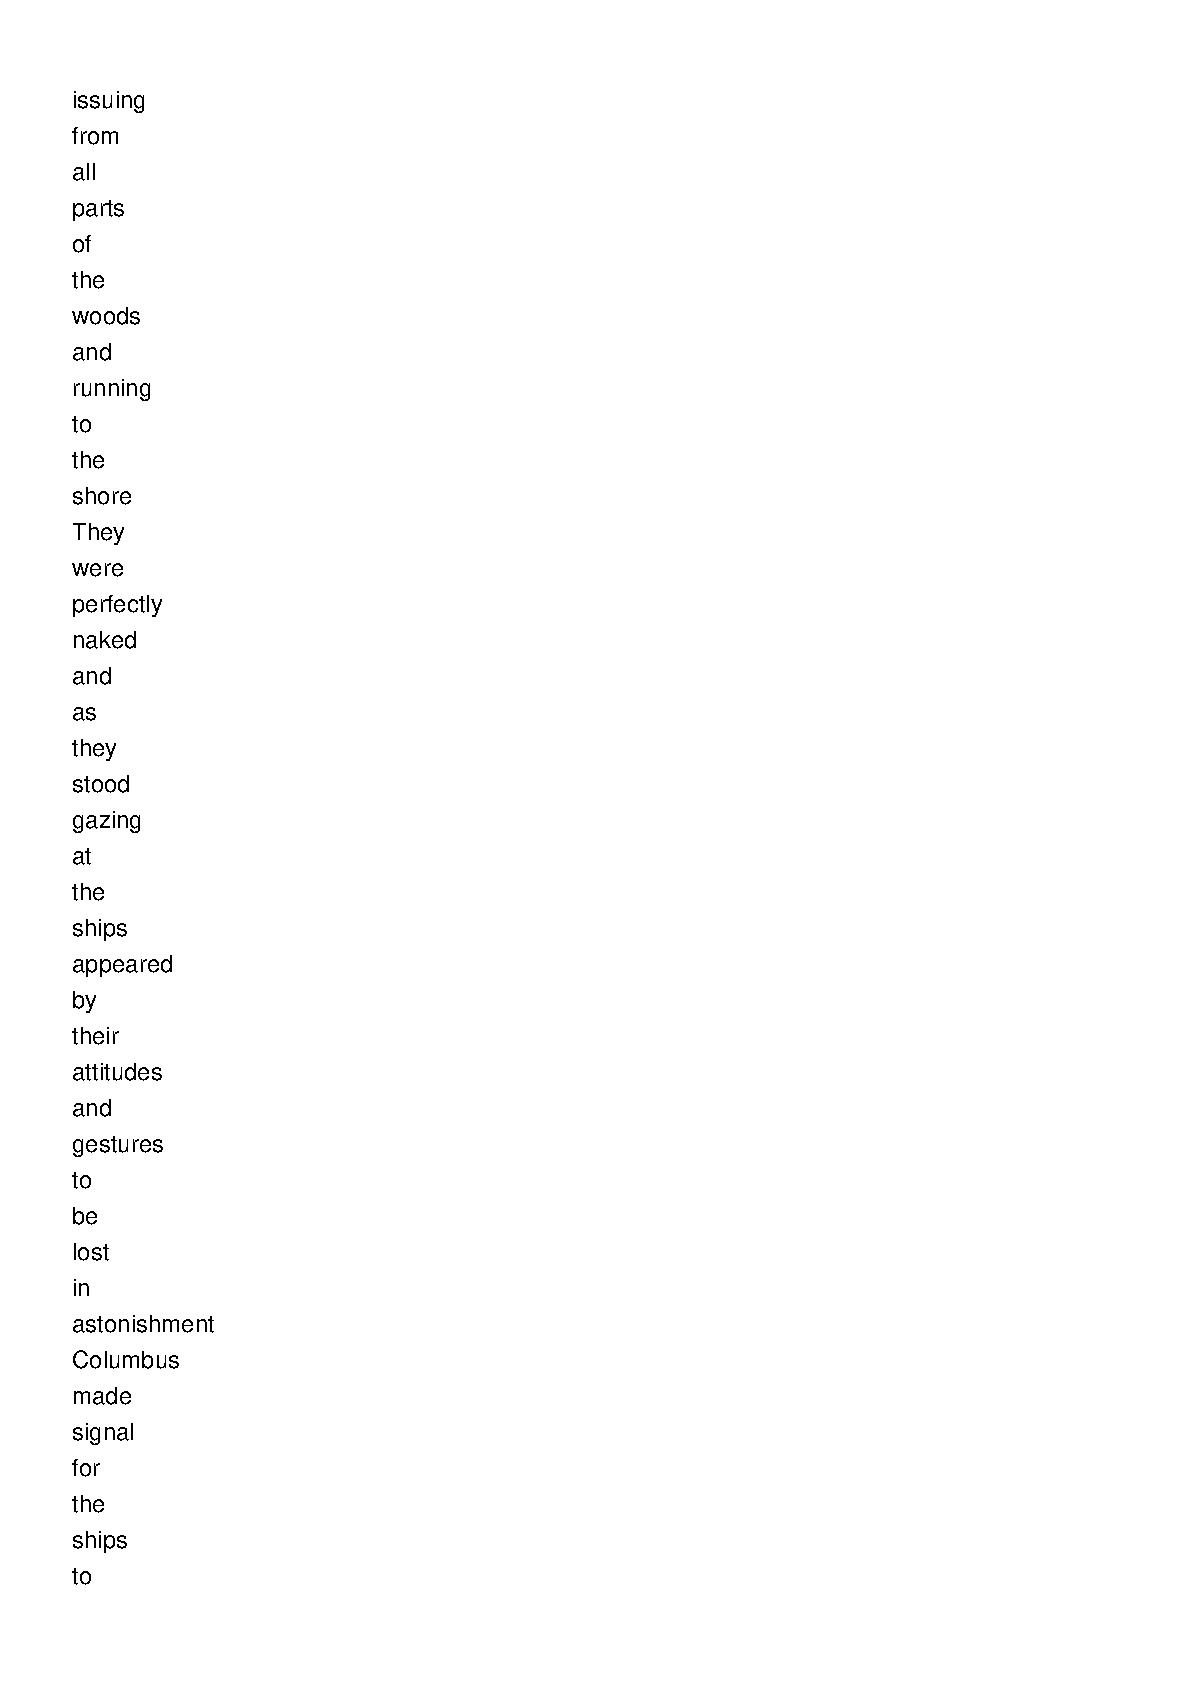 issuing
from
all
parts
of
the
woods
and
running
to
the
shore
They
were
perfectly
naked
and
as
they
stood
gazing
at
the
ships
appeared
by
their
attitudes
and
gestures
to
be
lost
in
astonishment
Columbus
made
signal
for
the
ships
to